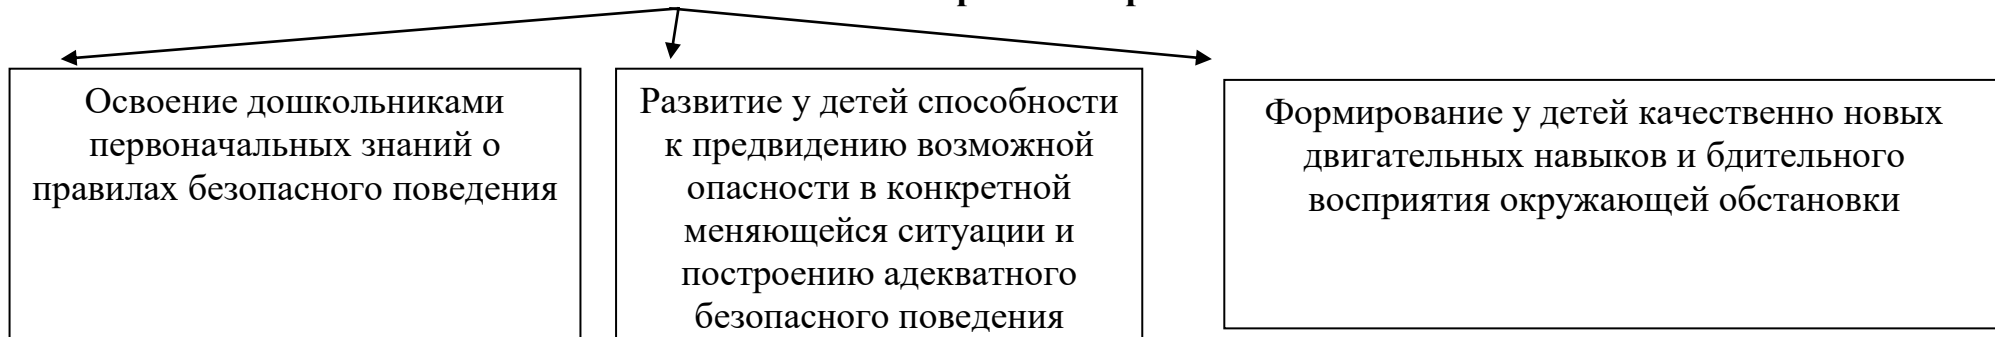 Освоение дошкольниками
первоначальных знаний о
правилах безопасного поведения
Развитие у детей способности
к предвидению возможной
опасности в конкретной
меняющейся ситуации и
построению адекватного
безопасного поведения
Формирование у детей качественно новых
двигательных навыков и бдительного
восприятия окружающей обстановки